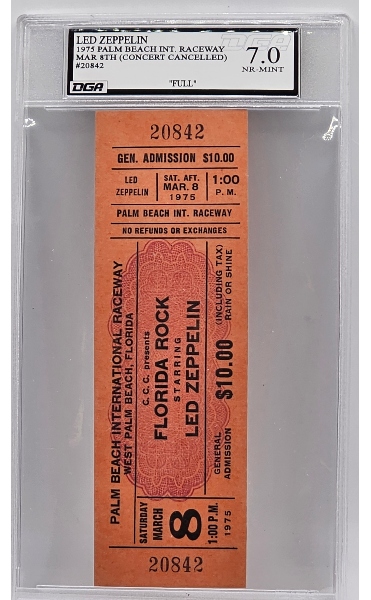 LED ZEPPELIN
1975 PALM BEACH INT. RACEWAY
MAR 8TH (CONCERT CANCELLED)
#20842
DGA
"FULL"
DGA
7.0
NR-MINT
20842
GEN. ADMISSION $10.00
LED ZEPPELIN
SAT. AFT. MAR. 8 1975
1:00 P. M.
PALM BEACH INT. RACEWAY
NO REFUNDS OR EXCHANGES
PALM BEACH INTERNATIONAL RACEWAY
WEST PALM BEACH, FLORIDA
C. C. C. presents
FLORIDA ROCK
STARRING
LED ZEPPELIN
GENERAL ADMISSION
$10.00
(INCLUDING TAX)
RAIN OR SHINE
SATURDAY
MARCH
8
1:00 P.M.
1975
20842